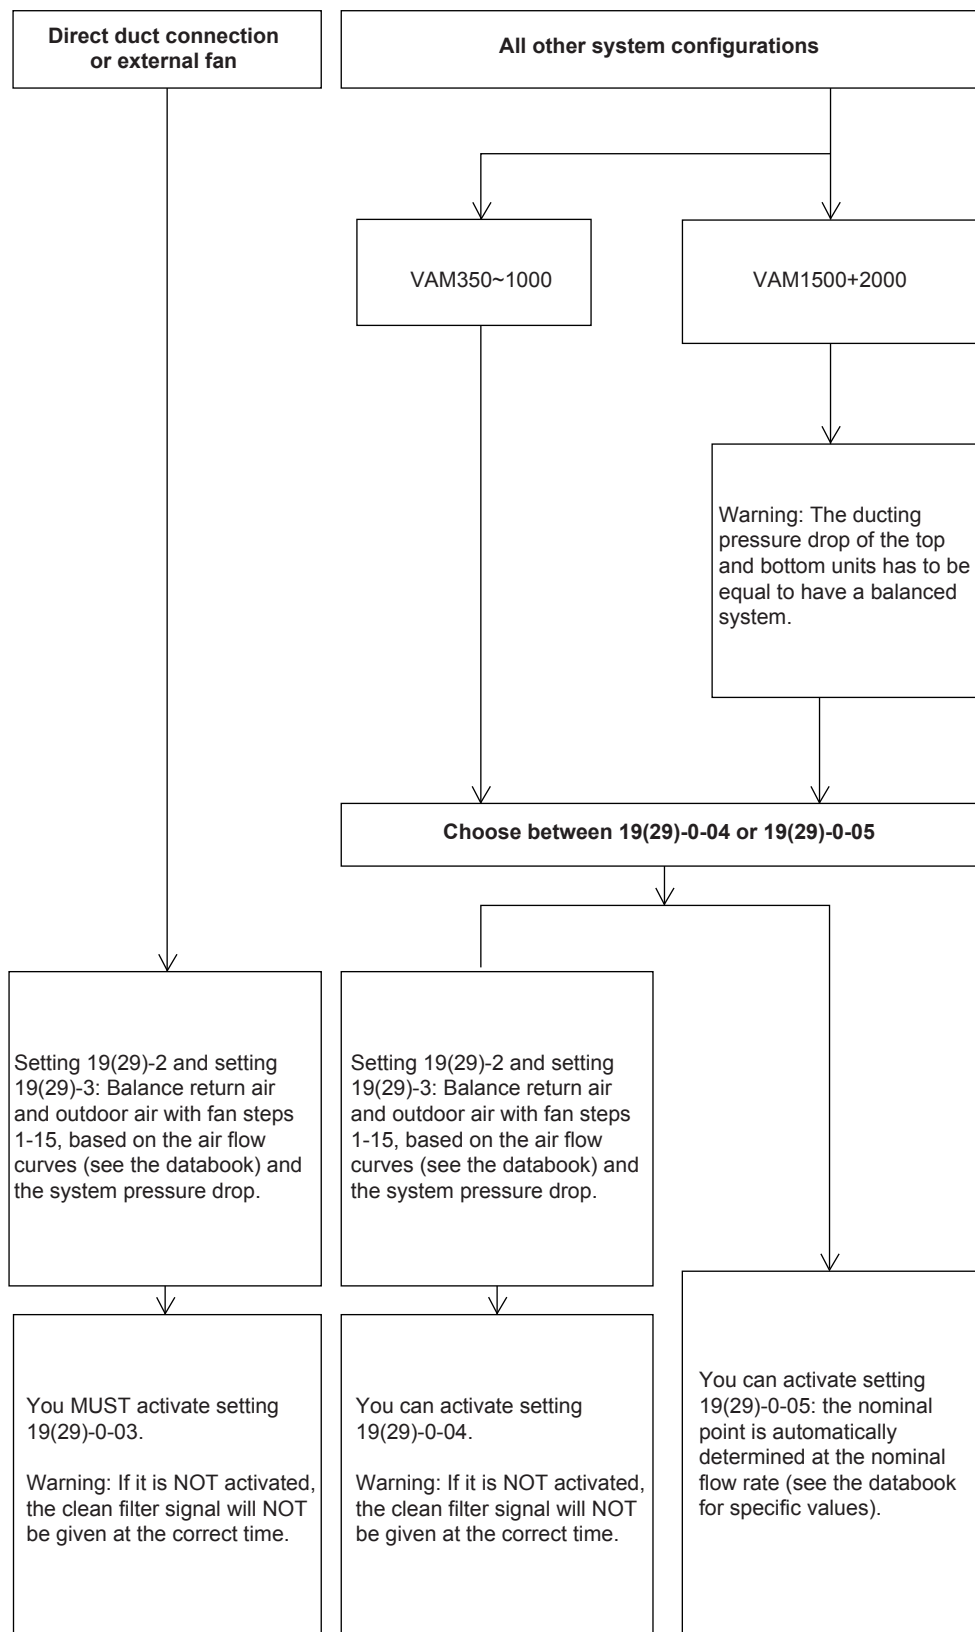 Direct duct connection
or external fan
All other system configurations
VAM350~1000
VAM1500+2000
Warning: The ducting
pressure drop of the top
and bottom units has to be
equal to have a balanced
system.
Choose between 19(29)-0-04 or 19(29)-0-05
Setting 19(29)-2 and setting
19(29)-3: Balance return air
and outdoor air with fan steps
1-15, based on the air flow
curves (see the databook) and
the system pressure drop.
Setting 19(29)-2 and setting
19(29)-3: Balance return air
and outdoor air with fan steps
1-15, based on the air flow
curves (see the databook) and
the system pressure drop.
You MUST activate setting
19(29)-0-03.
Warning: If it is NOT activated,
the clean filter signal will NOT
be given at the correct time.
You can activate setting
19(29)-0-04.
Warning: If it is NOT activated,
the clean filter signal will NOT
be given at the correct time.
You can activate setting
19(29)-0-05: the nominal
point is automatically
determined at the nominal
flow rate (see the databook
for specific values).